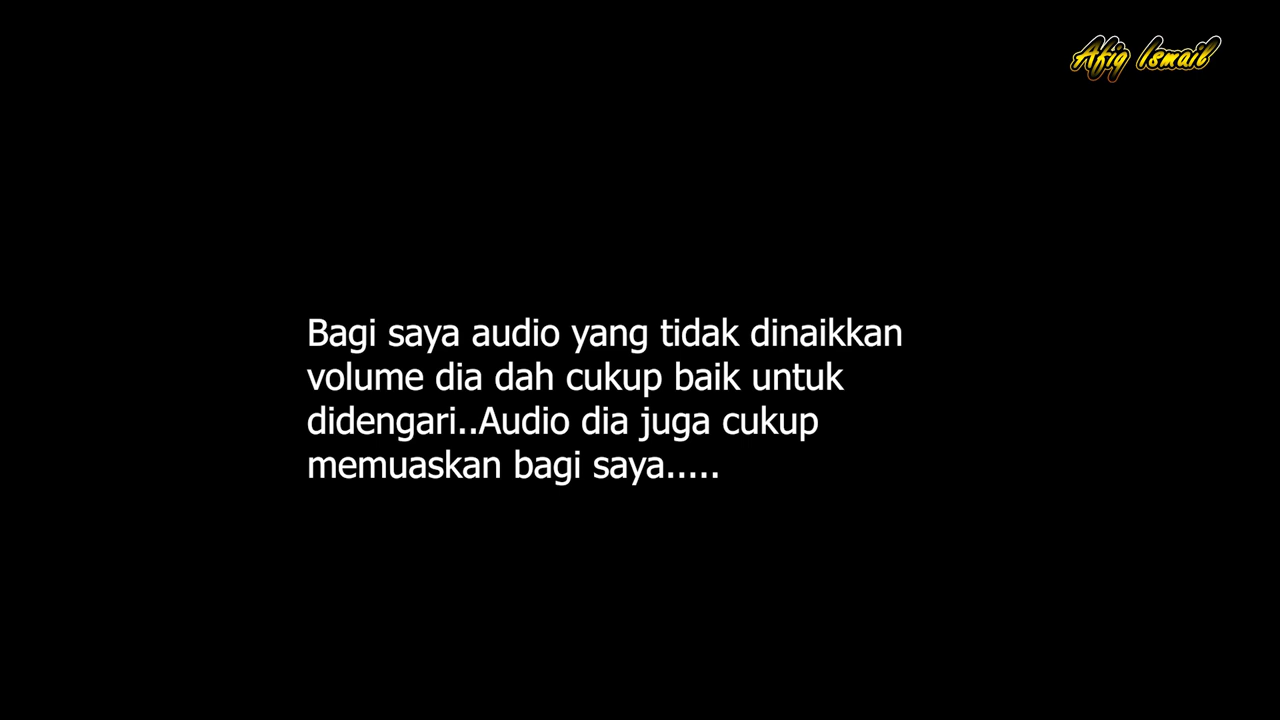 Afiq Ismail
Bagi saya audio yang tidak dinaikkan
volume dia dah cukup baik untuk
didengari..Audio dia juga cukup
memuaskan bagi saya.....